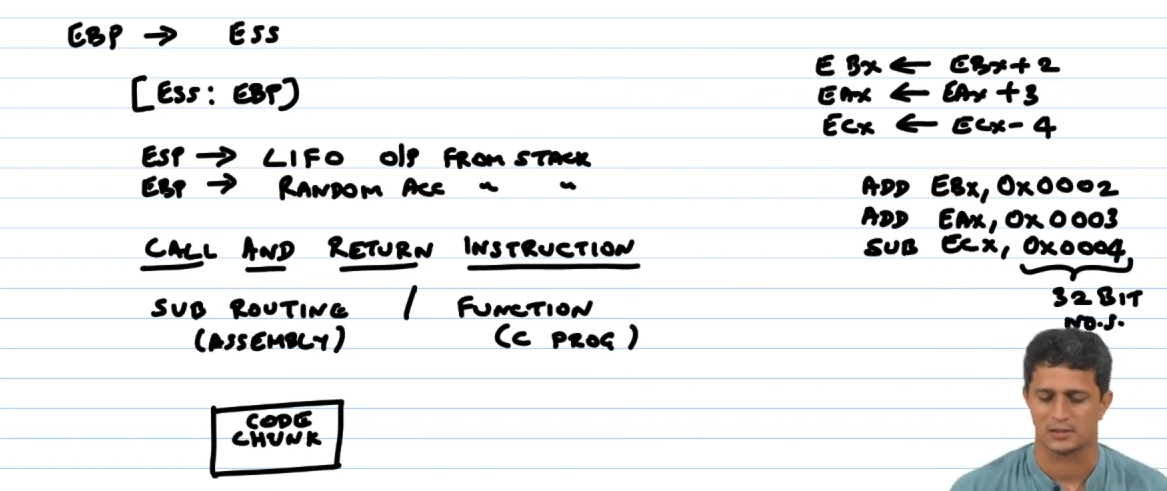 EBP → ESS
[ESS: EBP]
ESP → LIFO O/P FROM STACK
EBP → RANDOM ACC " "
CALL AND RETURN INSTRUCTION
SUB ROUTINE / FUNCTION
(ASSEMBLY) (C PROG)
CODE
CHUNK
EBX ← EBX+2
EAX ← EAX+3
ECX ← ECX-4
ADD EBX, 0x0002
ADD EAX, 0x0003
SUB ECX, 0x0004
32 BIT
NO.S.